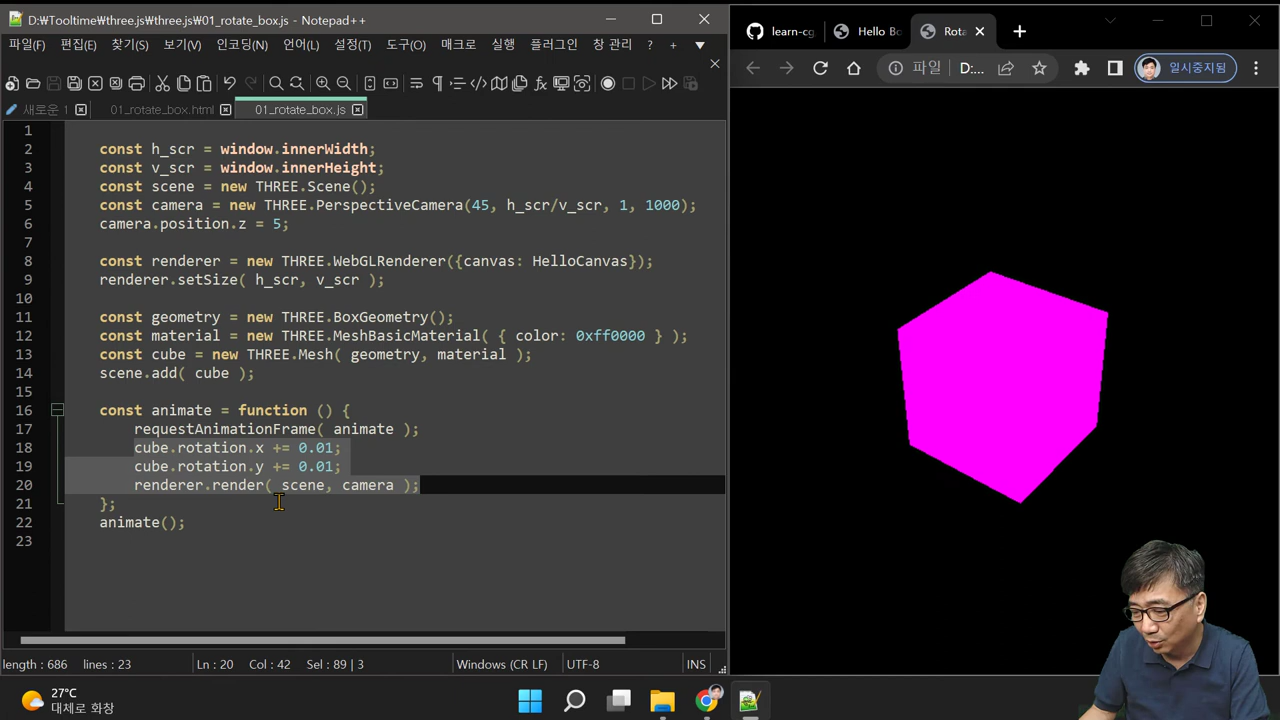 D:₩Tooltime₩three.js₩three.js₩01_rotate_box.js - Notepad++
파일(F) 편집(E) 찾기(S) 보기(V) 인코딩(N) 언어(L) 설정(T) 도구(O) 매크로 실행 플러그인 창 관리 ? +
새로운 1 01_rotate_box.html 01_rotate_box.js
1
2 const h_scr = window.innerWidth;
3 const v_scr = window.innerHeight;
4 const scene = new THREE.Scene();
5 const camera = new THREE.PerspectiveCamera(45, h_scr/v_scr, 1, 1000);
6 camera.position.z = 5;
7
8 const renderer = new THREE.WebGLRenderer({canvas: HelloCanvas});
9 renderer.setSize( h_scr, v_scr );
10
11 const geometry = new THREE.BoxGeometry();
12 const material = new THREE.MeshBasicMaterial( { color: 0xff0000 } );
13 const cube = new THREE.Mesh( geometry, material );
14 scene.add( cube );
15
16 const animate = function () {
17 requestAnimationFrame( animate );
18 cube.rotation.x += 0.01;
19 cube.rotation.y += 0.01;
20 renderer.render( scene, camera );
21 };
22 animate();
23
length : 686 lines : 23 Ln : 20 Col : 42 Sel : 89 | 3 Windows (CR LF) UTF-8 INS
learn-cg Hello Bo Rota
파일 D:... 일시중지됨
27°C
대체로 화창